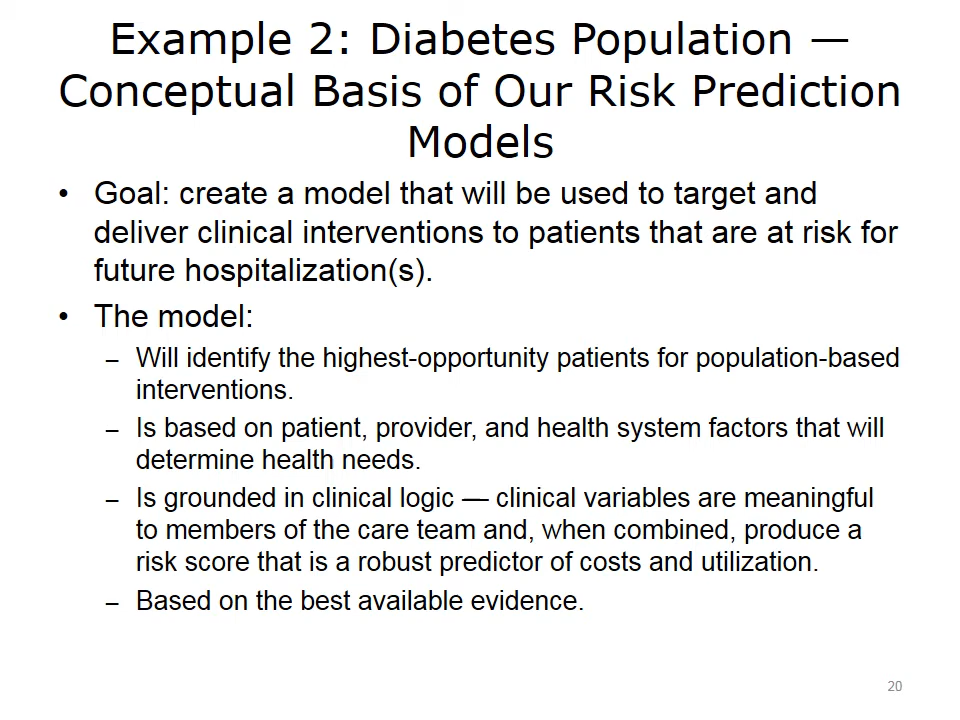 Example 2: Diabetes Population —
Conceptual Basis of Our Risk Prediction
Models
• Goal: create a model that will be used to target and
deliver clinical interventions to patients that are at risk for
future hospitalization(s).
• The model:
– Will identify the highest-opportunity patients for population-based
interventions.
– Is based on patient, provider, and health system factors that will
determine health needs.
– Is grounded in clinical logic — clinical variables are meaningful
to members of the care team and, when combined, produce a
risk score that is a robust predictor of costs and utilization.
– Based on the best available evidence.
20